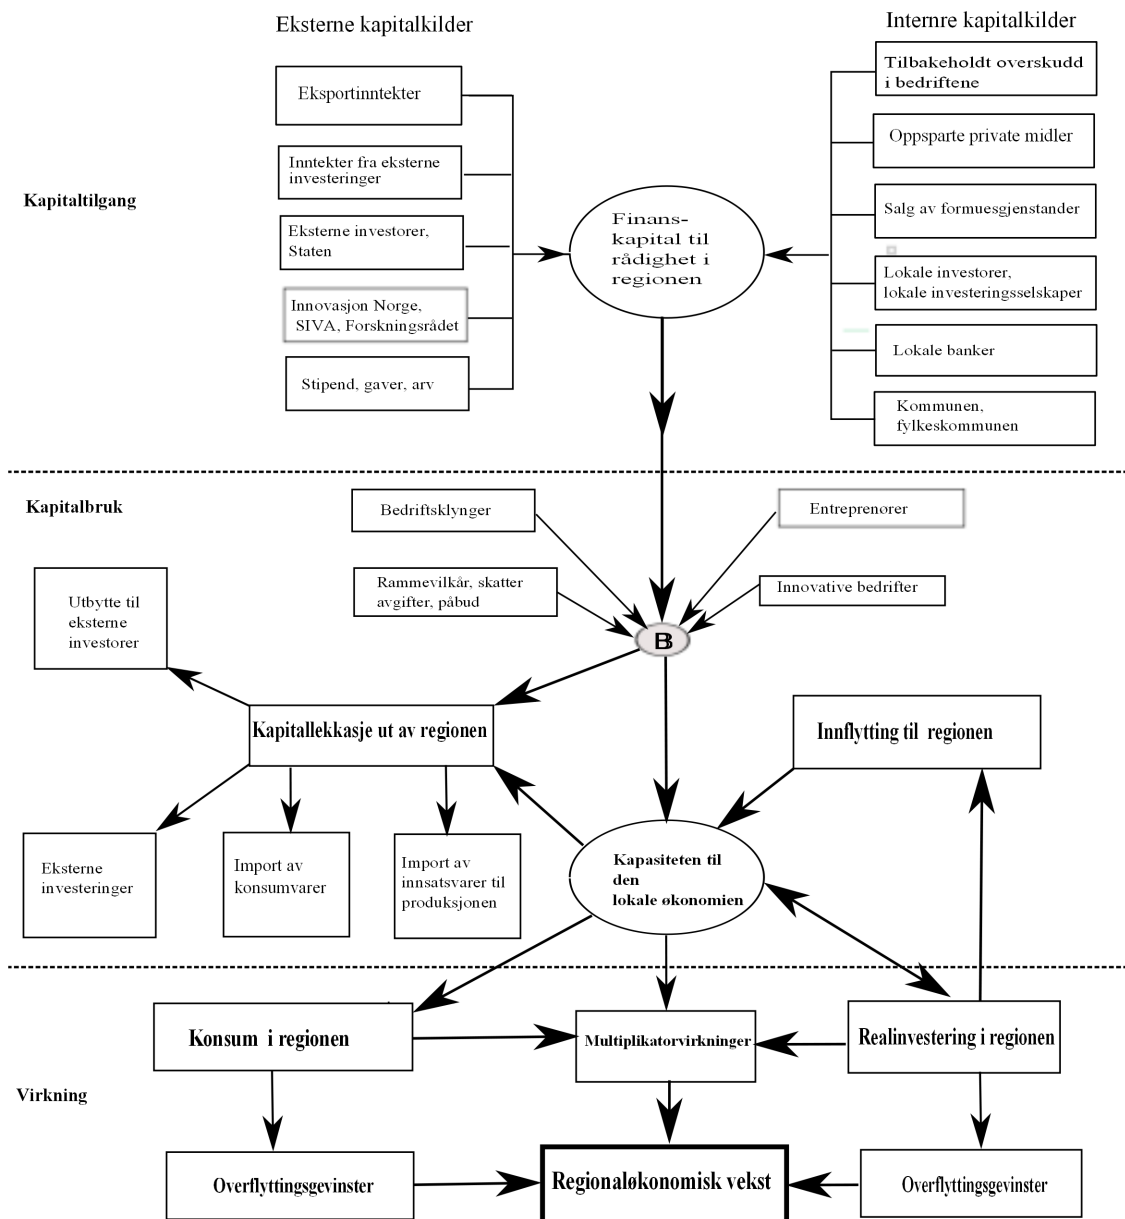 Eksterne kapitalkilder
Internre kapitalkilder
Eksportinntekter
Inntekter fra eksterne
investeringer
Eksterne investorer,
Staten
Innovasjon Norge,
SIVA, Forskningsrådet
Stipend, gaver, arv
Kapitaltilgang
Finans-
kapital til
rådighet i
regionen
Tilbakeholdt overskudd
i bedriftene
Oppsparte private midler
Salg av formuesgjenstander
Lokale investorer,
lokale investeringsselskaper
Lokale banker
Kommunen,
fylkeskommunen
Kapitalbruk
Bedriftsklynger
Entreprenører
Rammevilkår, skatter
avgifter, påbud
Innovative bedrifter
B
Utbytte til
eksterne
investorer
Kapitallekkasje ut av regionen
Innflytting til regionen
Eksterne
investeringer
Import av
konsumvarer
Import av
innsatsvarer til
produksjonen
Kapasiteten til
den
lokale økonomien
Konsum i regionen
Multiplikatorvirkninger
Realinvestering i regionen
Virkning
Overflyttingsgevinster
Regionaløkonomisk vekst
Overflyttingsgevinster